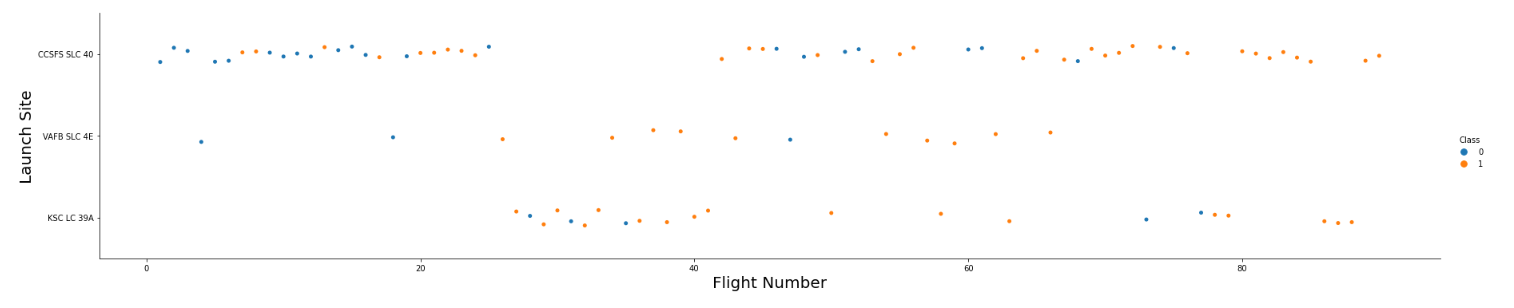 Launch Site
CCSFS SLC 40
VAFB SLC 4E
KSC LC 39A
0
20
40
60
80
Flight Number
Class
0
1